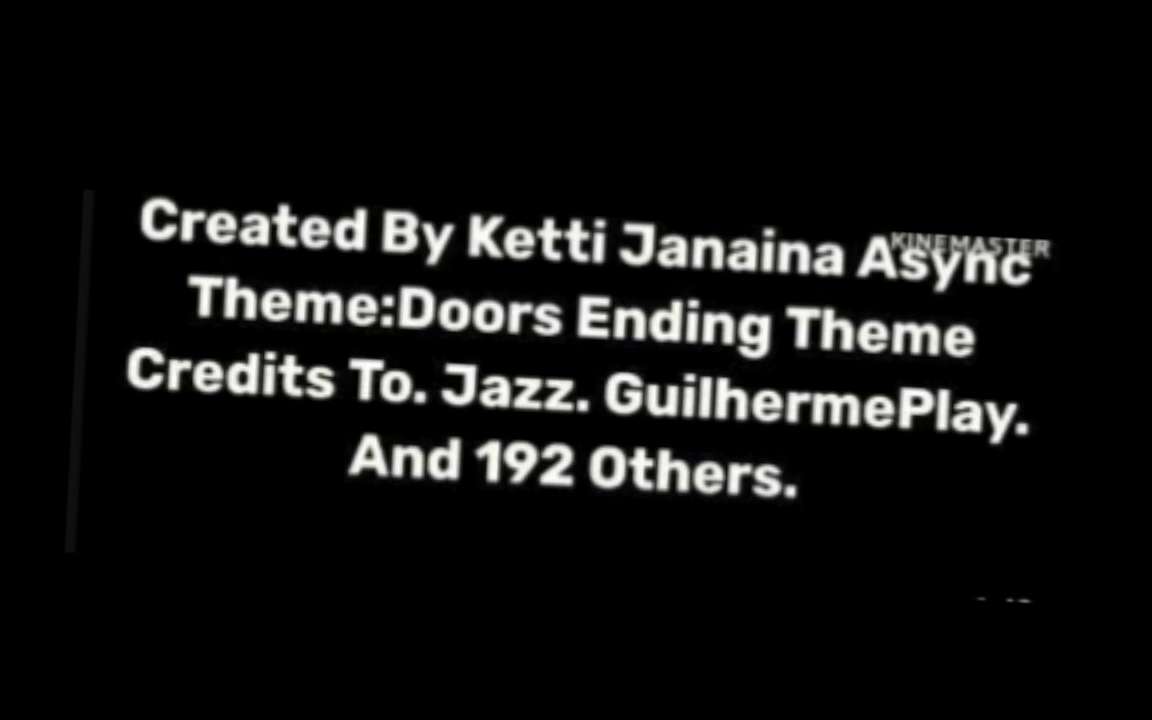 Created By Ketti Janaina Async
KINEMASTER
Theme:Doors Ending Theme
Credits To. Jazz. GuilhermePlay.
And 192 Others.